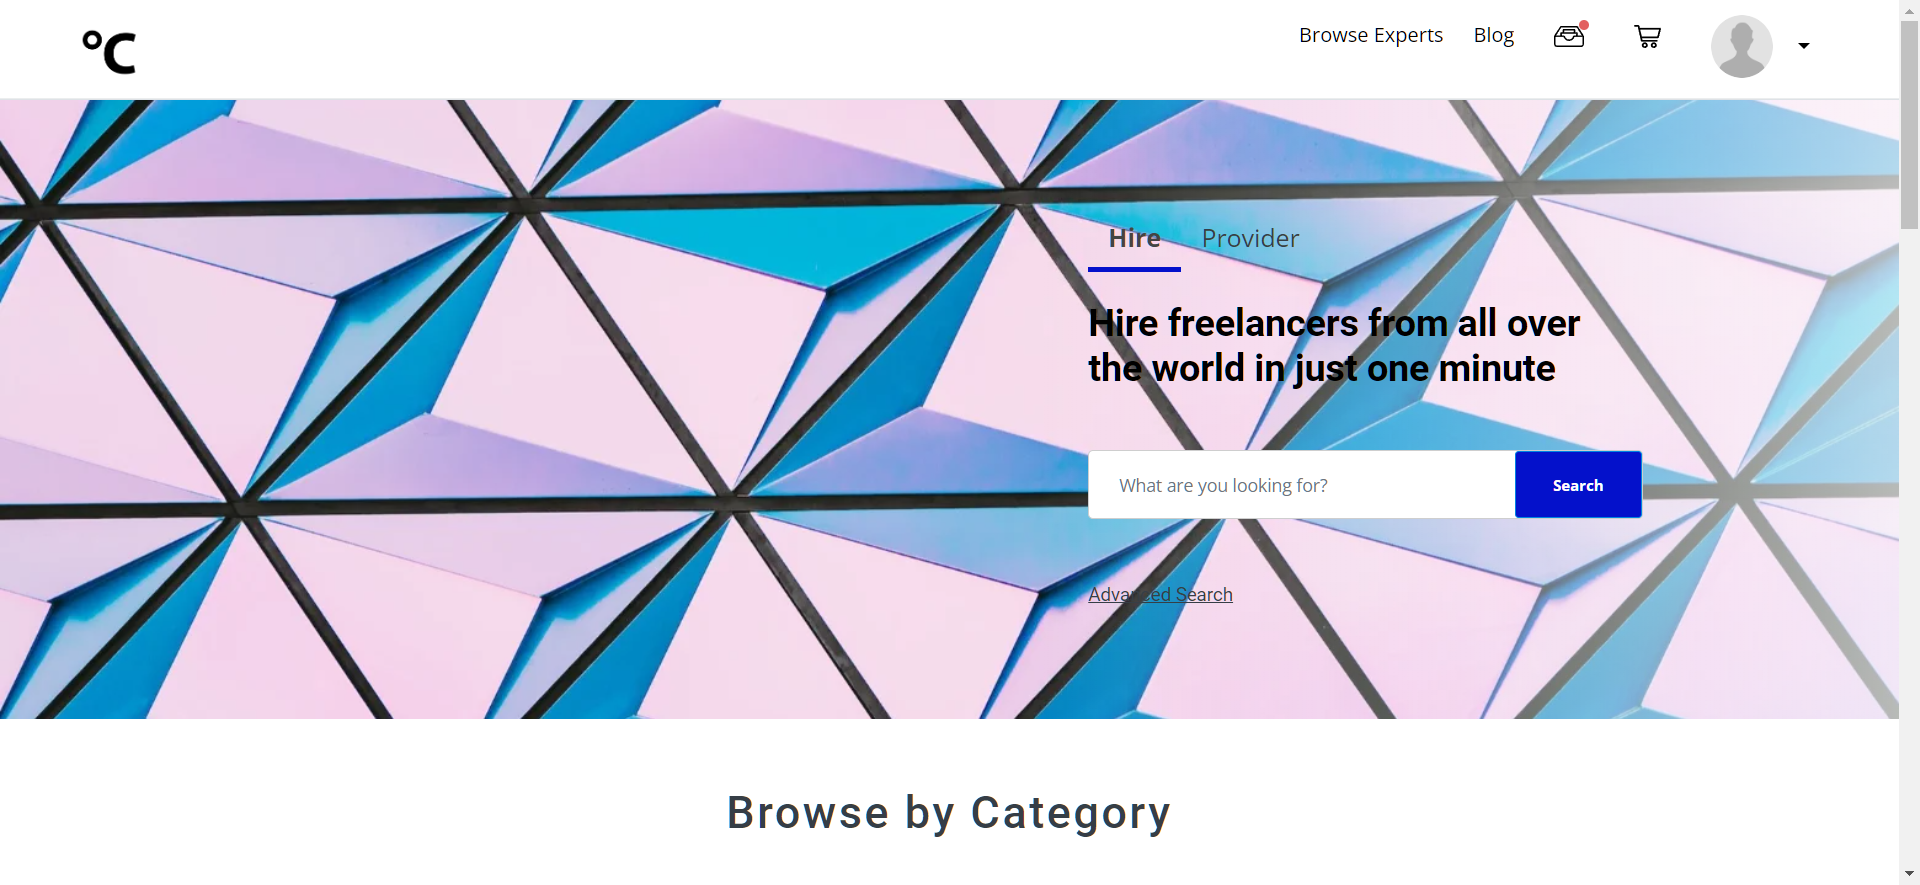 °C
Browse Experts
Blog
Hire
Provider
Hire freelancers from all over
the world in just one minute
What are you looking for?
Search
Advanced Search
Browse by Category